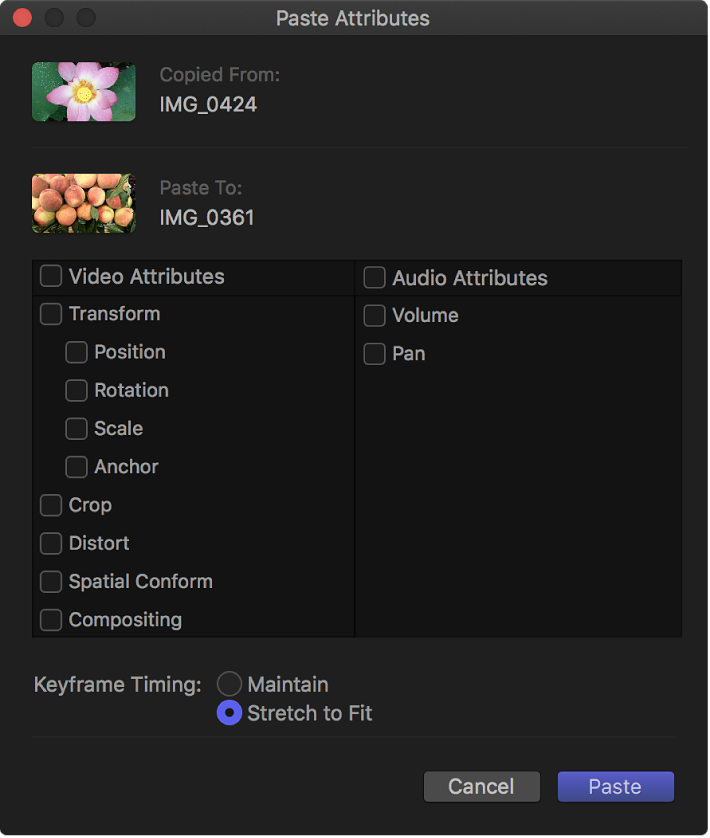 Paste Attributes
Copied From:
IMG_0424
Paste To:
IMG_0361
Video Attributes
Transform
Position
Rotation
Scale
Anchor
Crop
Distort
Spatial Conform
Compositing
Audio Attributes
Volume
Pan
Keyframe Timing: Maintain
Stretch to Fit
Cancel Paste